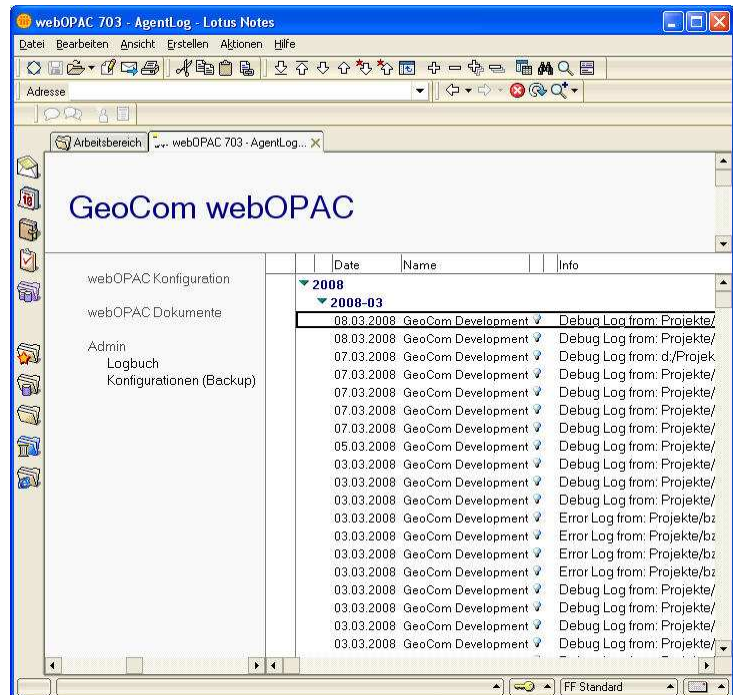 webOPAC 703 - AgentLog - Lotus Notes
Datei Bearbeiten Ansicht Erstellen Aktionen Hilfe
Adresse
Arbeitsbereich
webOPAC 703 - AgentLog...
GeoCom webOPAC
webOPAC Konfiguration
webOPAC Dokumente
Admin
Logbuch
Konfigurationen (Backup)
Date Name Info
2008
2008-03
08.03.2008 GeoCom Development Debug Log from: Projekte/
08.03.2008 GeoCom Development Debug Log from: Projekte/
07.03.2008 GeoCom Development Debug Log from: d:/Projek
07.03.2008 GeoCom Development Debug Log from: Projekte/
07.03.2008 GeoCom Development Debug Log from: Projekte/
07.03.2008 GeoCom Development Debug Log from: Projekte/
07.03.2008 GeoCom Development Debug Log from: Projekte/
05.03.2008 GeoCom Development Debug Log from: Projekte/
03.03.2008 GeoCom Development Debug Log from: Projekte/
03.03.2008 GeoCom Development Debug Log from: Projekte/
03.03.2008 GeoCom Development Debug Log from: Projekte/
03.03.2008 GeoCom Development Error Log from: Projekte/bz
03.03.2008 GeoCom Development Error Log from: Projekte/bz
03.03.2008 GeoCom Development Error Log from: Projekte/bz
03.03.2008 GeoCom Development Error Log from: Projekte/bz
03.03.2008 GeoCom Development Debug Log from: Projekte/
03.03.2008 GeoCom Development Debug Log from: Projekte/
03.03.2008 GeoCom Development Debug Log from: Projekte/
03.03.2008 GeoCom Development Debug Log from: Projekte/
FF Standard